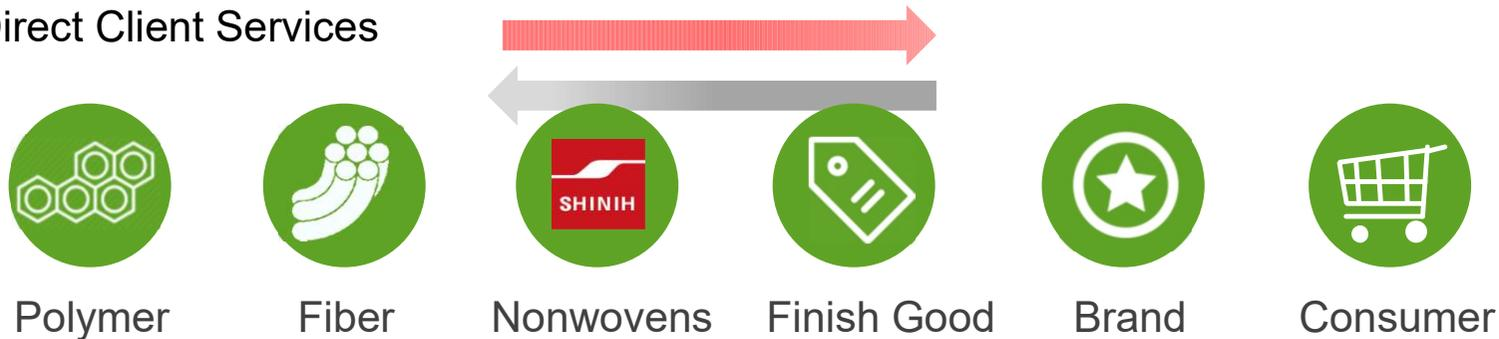 irect Client Services
SHINIH
Polymer Fiber Nonwovens Finish Good Brand Consumer